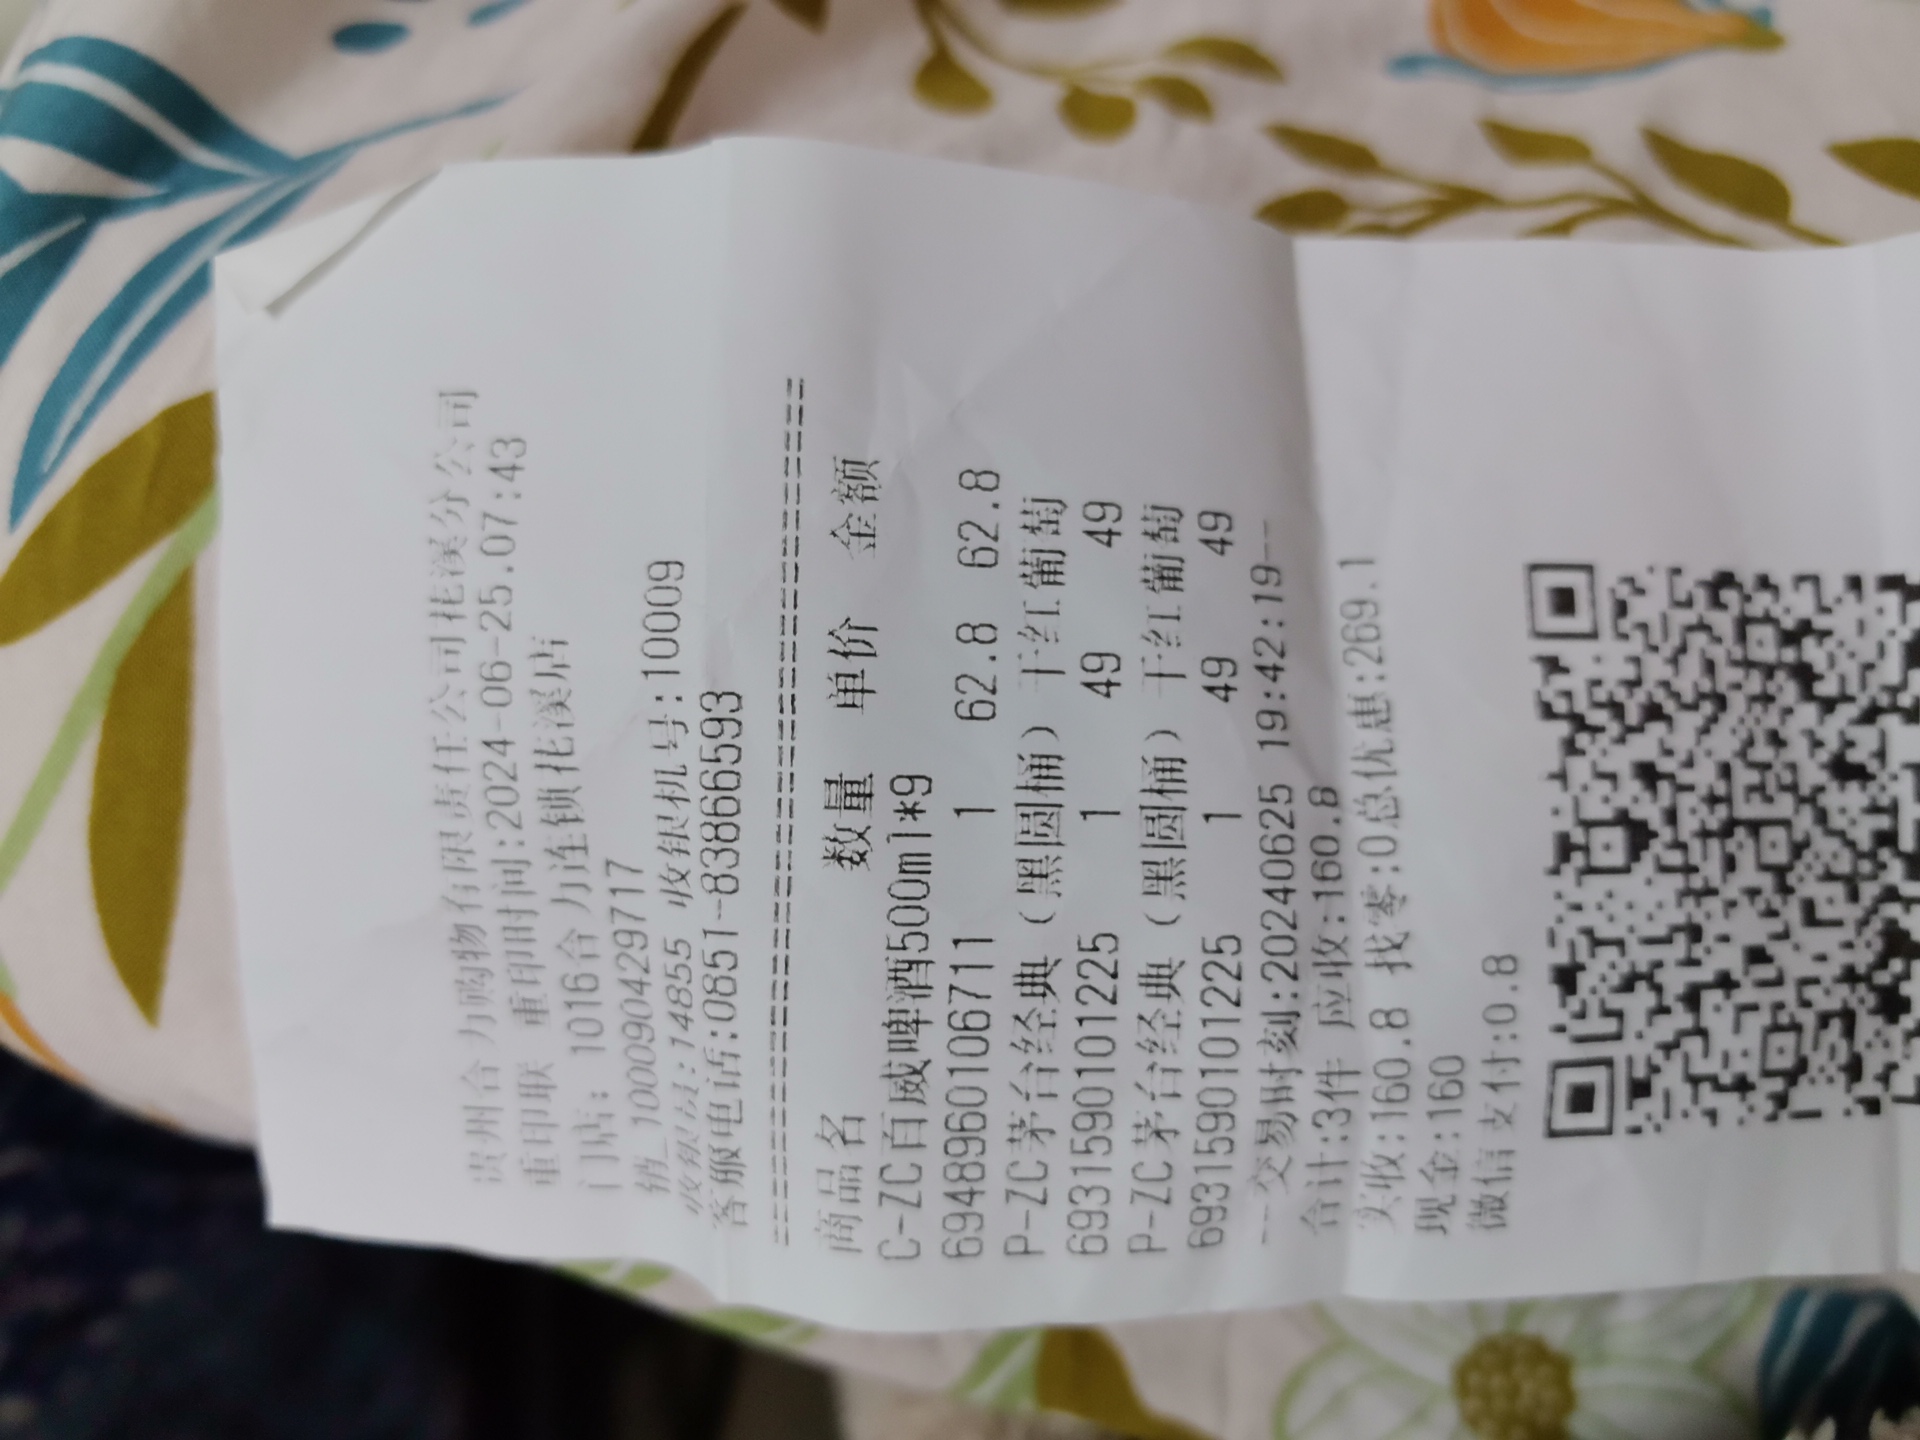 贵州合力购物有限责任公司花溪分公司
重印联 重印时间:2024-06-25.07:43
门店: 1016合力连锁花溪店
销_100090429717
收银员:14855 收银机号:10009
客服电话:0851-83866593
================================
商品名 数量 单价 金额
C-ZC百威啤酒500ml*9
6948960106711 1 62.8 62.8
P-ZC茅台经典（黑圆桶）干红葡萄
6931590101225 1 49 49
P-ZC茅台经典（黑圆桶）干红葡萄
6931590101225 1 49 49
--交易时刻:20240625 19:42:19--
合计:3件 应收:160.8
实收:160.8 找零:0总优惠:269.1
现金:160
微信支付:0.8